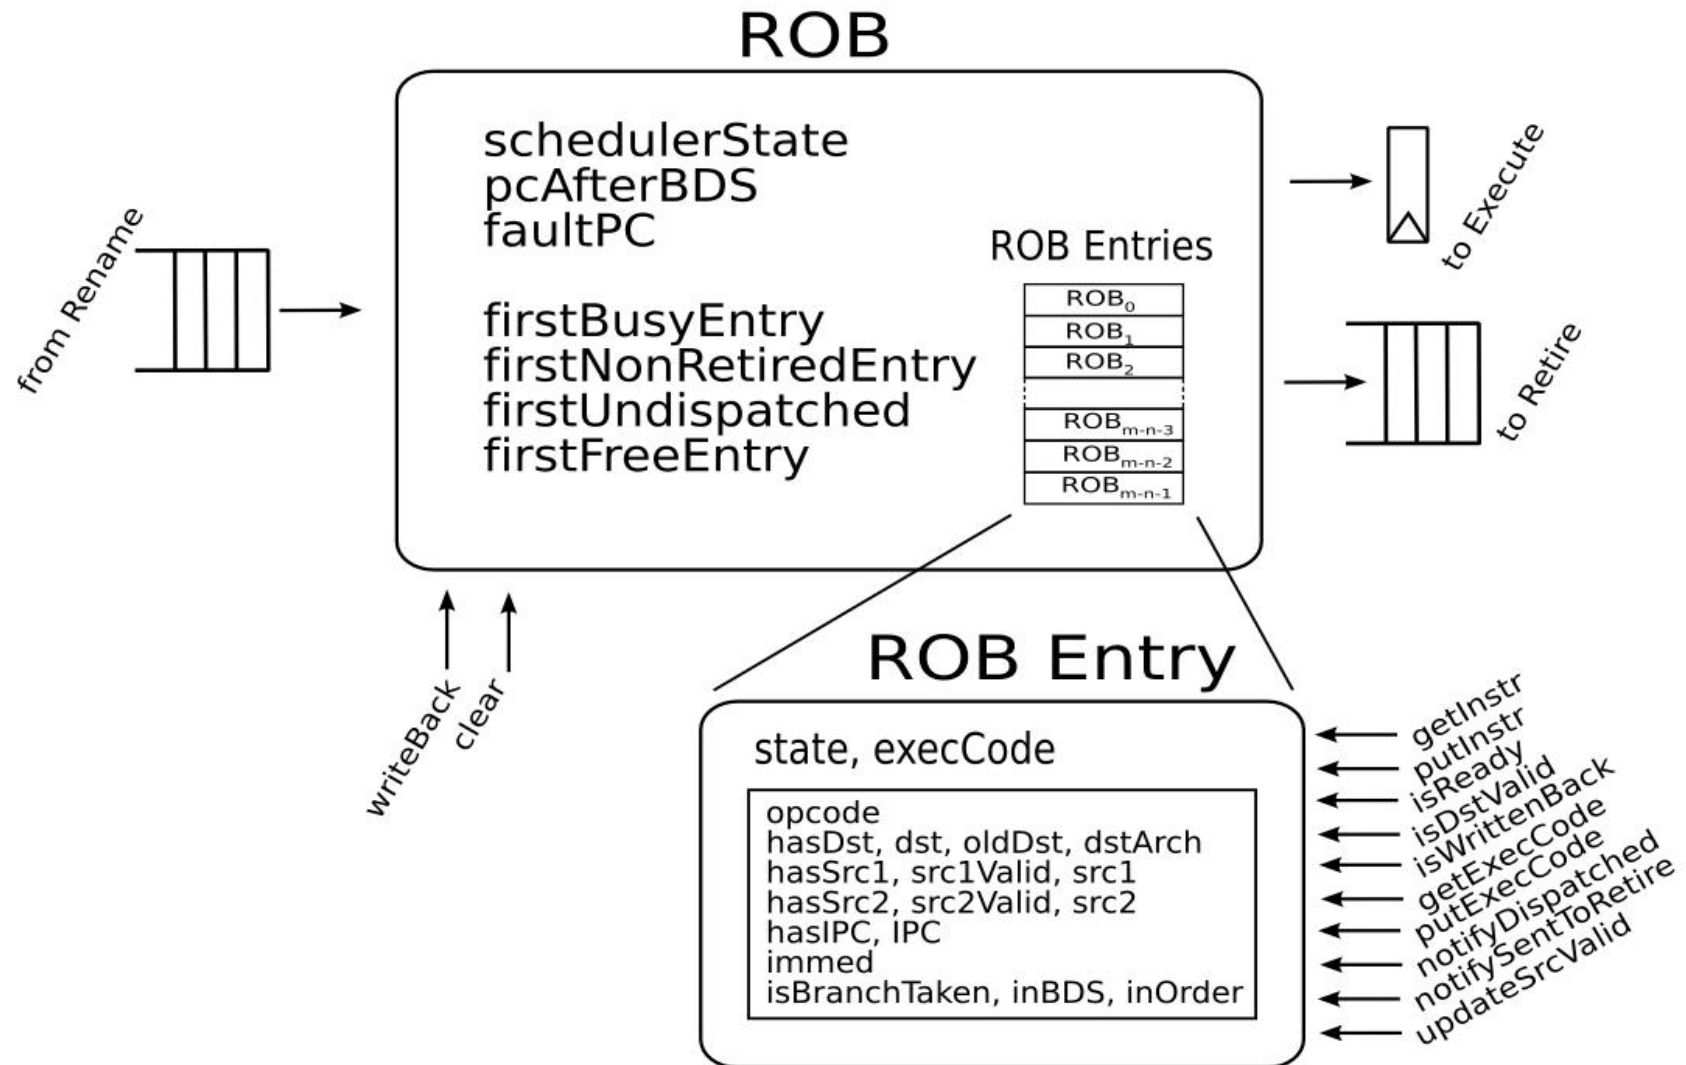 ROB
schedulerState
pcAfterBDS
faultPC
firstBusyEntry
firstNonRetiredEntry
firstUndispatched
firstFreeEntry
ROB Entries
ROB0
ROB1
ROB2
ROBm-n-3
ROBm-n-2
ROBm-n-1
from Rename
to Execute
to Retire
writeBack
clear
ROB Entry
state, execCode
opcode
hasDst, dst, oldDst, dstArch
hasSrc1, src1Valid, src1
hasSrc2, src2Valid, src2
hasIPC, IPC
immed
isBranchTaken, inBDS, inOrder
getInstr
putInstr
isReady
isDstValid
isWrittenBack
getExecCode
putExecCode
notifyDispatched
notifySentToRetire
updateSrcValid